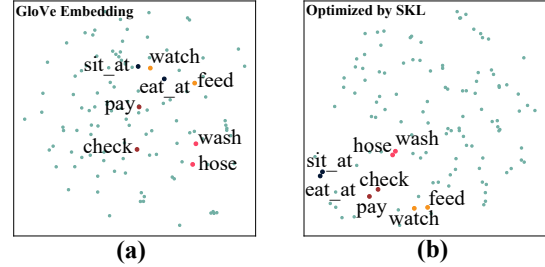 GloVe Embedding
sit_at
watch
eat_at
feed
pay
check
wash
hose
(a)
Optimized by SKL
hose
wash
sit_at
eat_at
check
pay
watch
feed
(b)